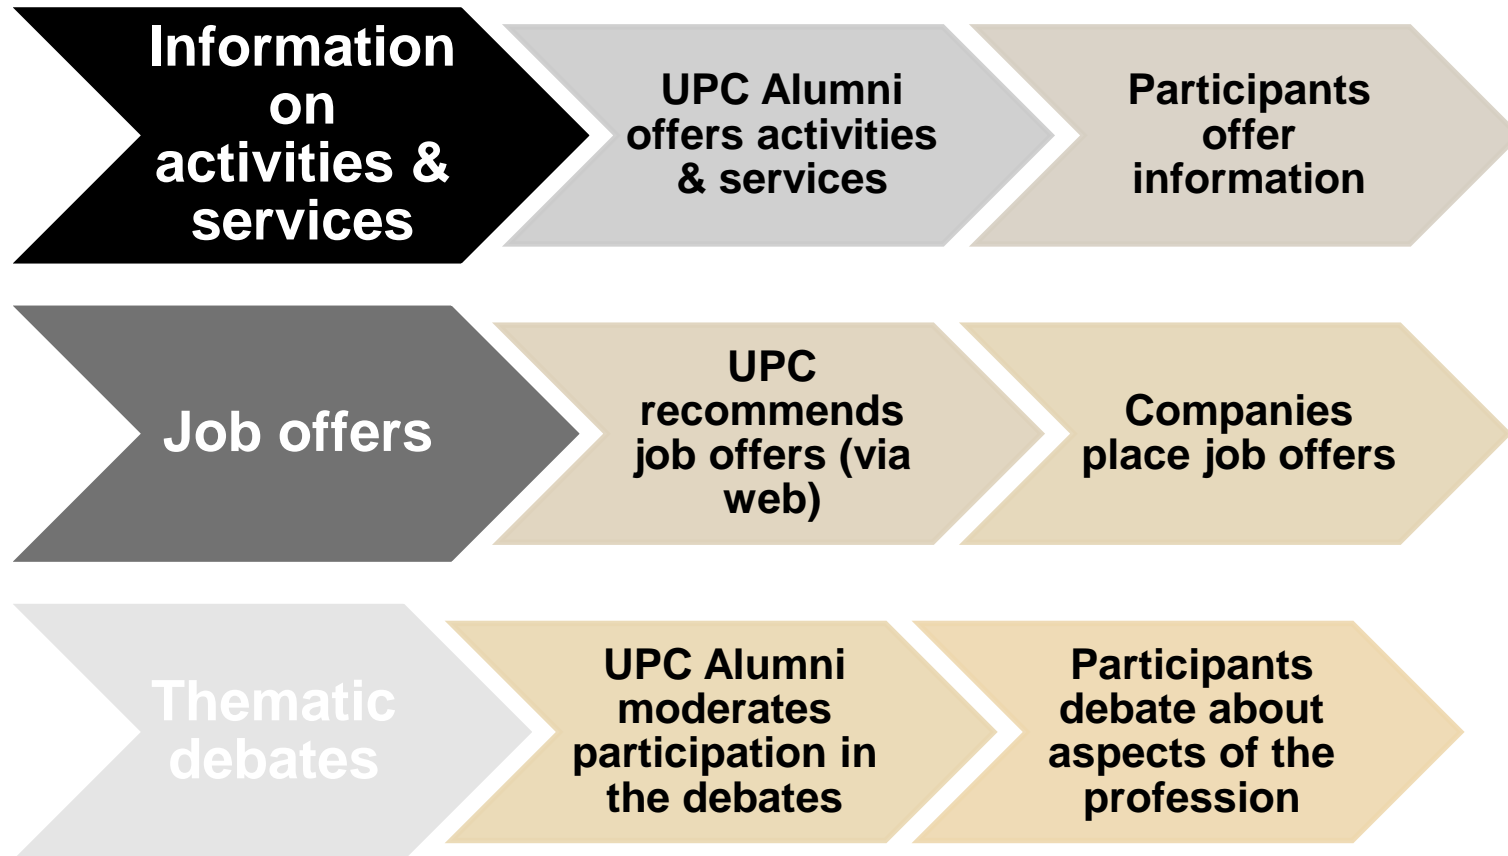 Information
on
activities &
services
UPC Alumni
offers activities
& services
Participants
offer
information
Job offers
UPC
recommends
job offers (via
web)
Companies
place job offers
Thematic
debates
UPC Alumni
moderates
participation in
the debates
Participants
debate about
aspects of the
profession